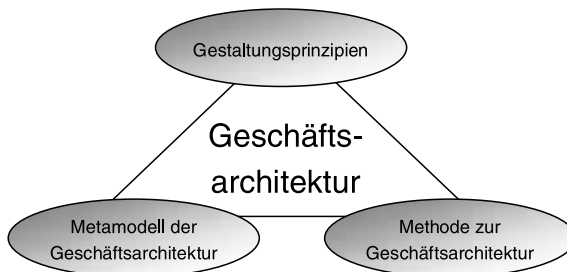 Gestaltungsprinzipien
Geschäfts-
architektur
Metamodell der
Geschäftsarchitektur
Methode zur
Geschäftsarchitektur